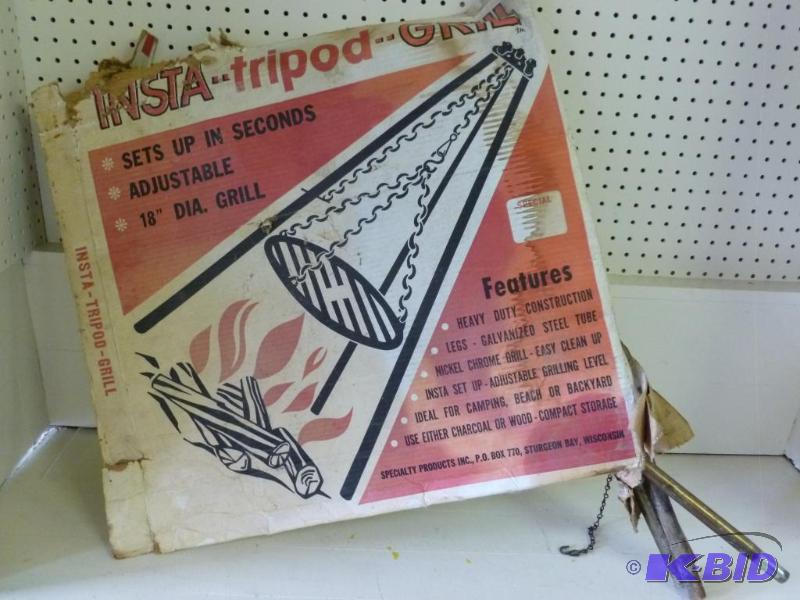 INSTA-tripod-GRILL
TM
* SETS UP IN SECONDS
* ADJUSTABLE
* 18" DIA. GRILL
SPECIAL
Features
• HEAVY DUTY CONSTRUCTION
• LEGS - GALVANIZED STEEL TUBE
• NICKEL CHROME GRILL - EASY CLEAN UP
• INSTA SET UP - ADJUSTABLE GRILLING LEVEL
• IDEAL FOR CAMPING, BEACH OR BACKYARD
• USE EITHER CHARCOAL OR WOOD - COMPACT STORAGE
SPECIALTY PRODUCTS INC., P.O. BOX 770, STURGEON BAY, WISCONSIN
INSTA-TRIPOD-GRILL
© K-BID